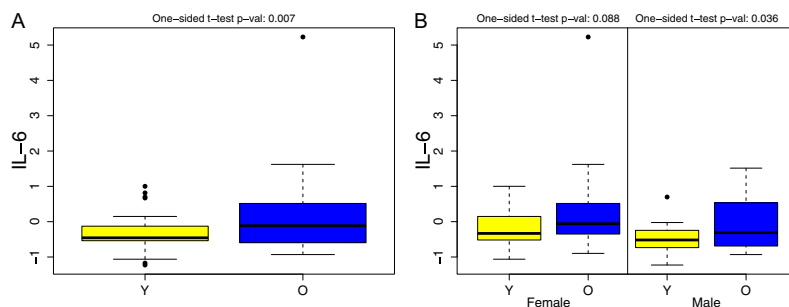 A
One−sided t−test p−val: 0.007
IL−6
5
4
3
2
1
0
−1
Y
O
B
One−sided t−test p−val: 0.088
One−sided t−test p−val: 0.036
IL−6
5
4
3
2
1
0
−1
Y
O
Y
O
Female
Male